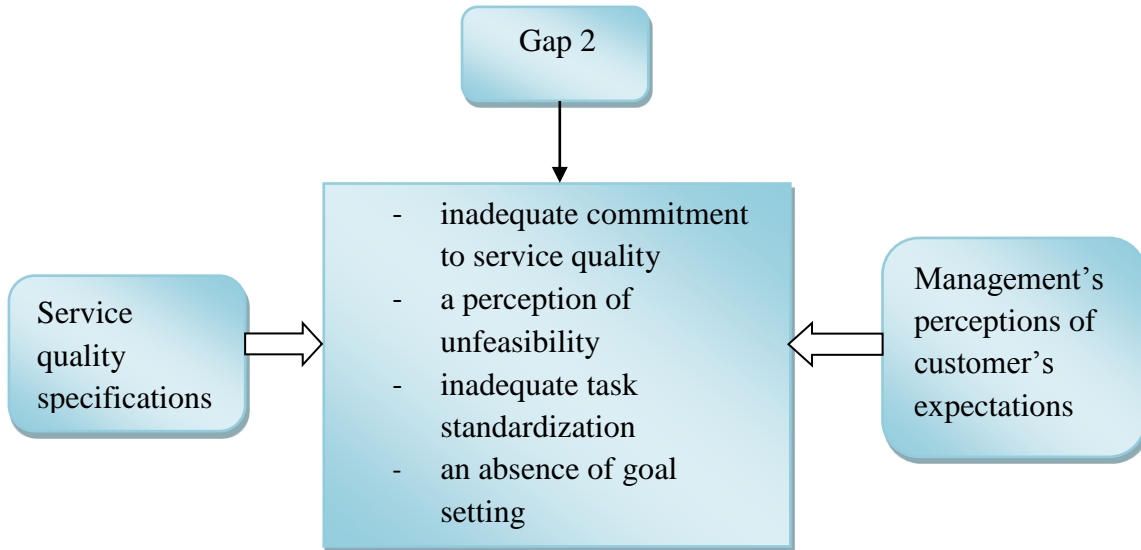 Gap 2
- inadequate commitment
to service quality
- a perception of
unfeasibility
- inadequate task
standardization
- an absence of goal
setting
Service
quality
specifications
Management’s
perceptions of
customer’s
expectations